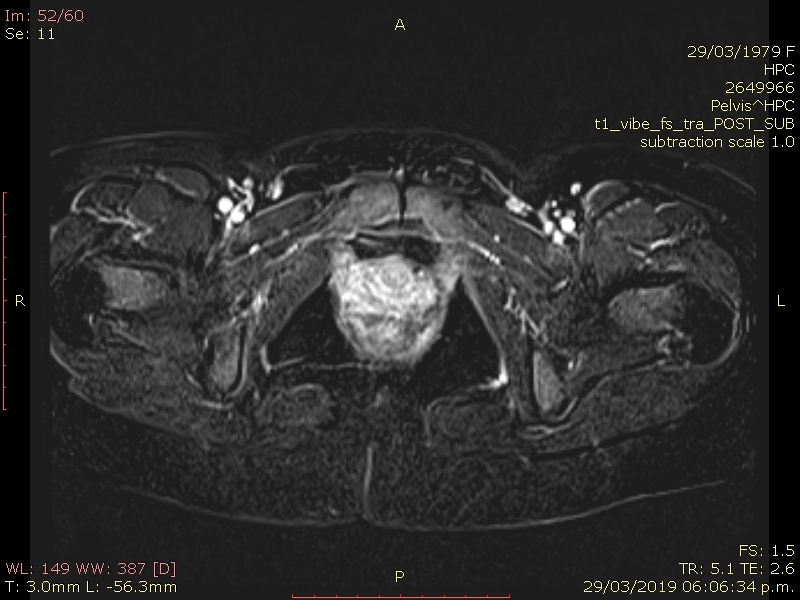 Im: 52/60
Se: 11
A
29/03/1979 F
HPC
2649966
Pelvis^HPC
t1_vibe_fs_tra_POST_SUB
subtraction scale 1.0
R
L
WL: 149 WW: 387 [D]
T: 3.0mm L: -56.3mm
P
FS: 1.5
TR: 5.1 TE: 2.6
29/03/2019 06:06:34 p.m.